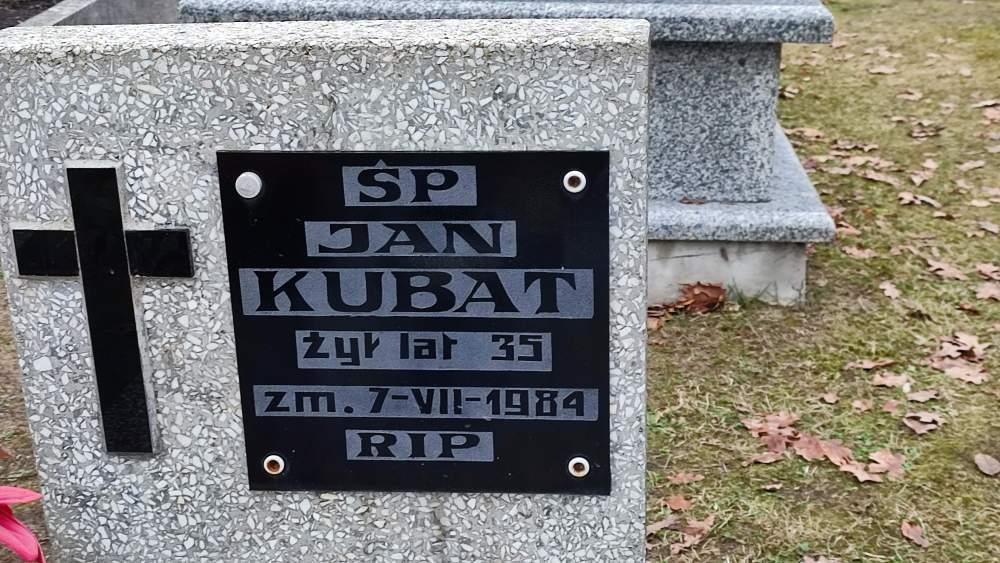 ŚP
JAN
KUBAT
żył lat 35
zm. 7-VII-1984
RIP